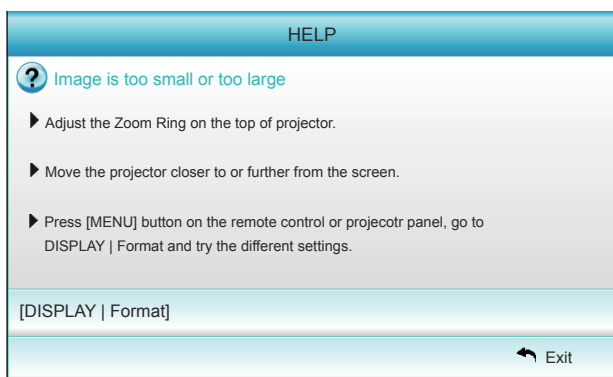 HELP
Image is too small or too large
Adjust the Zoom Ring on the top of projector.
Move the projector closer to or further from the screen.
Press [MENU] button on the remote control or projecotr panel, go to
DISPLAY | Format and try the different settings.
[DISPLAY | Format]
Exit